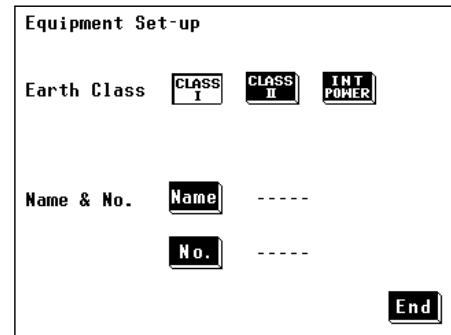 Equipment Set-up
Earth Class CLASS I CLASS II INT POWER
Name & No. Name -----
No. -----
End